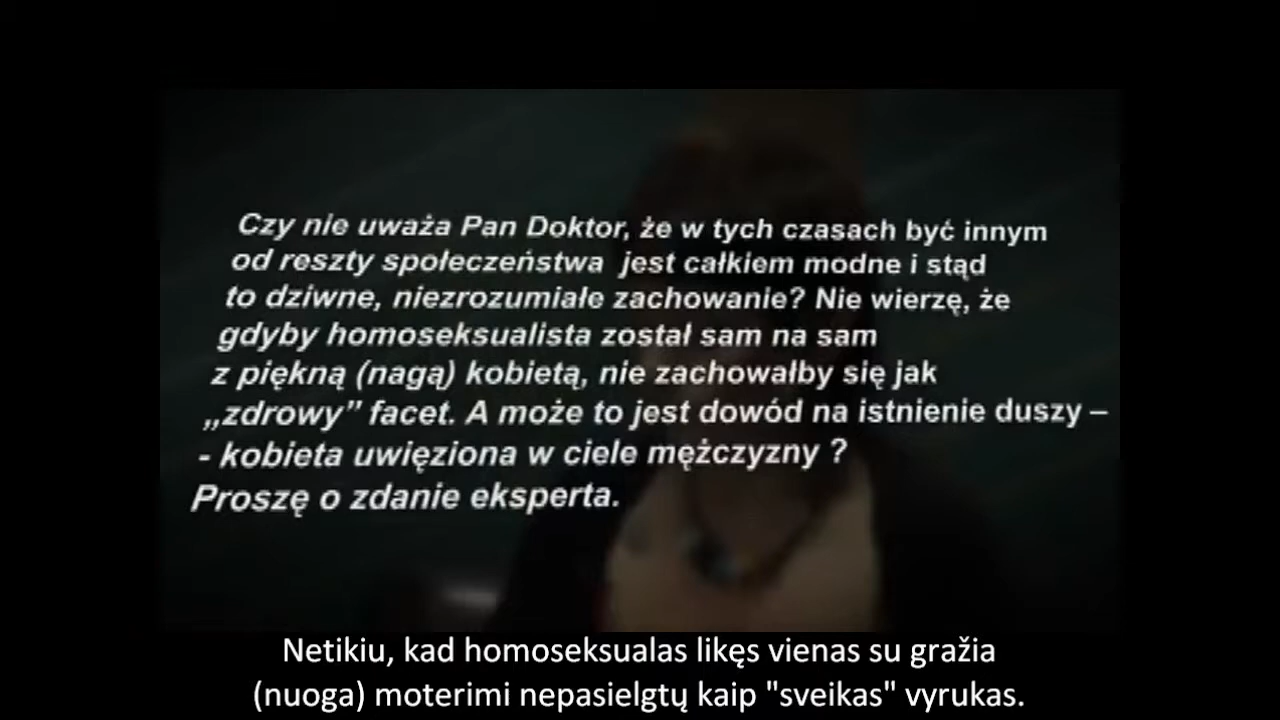 Czy nie uważa Pan Doktor, że w tych czasach być innym
od reszty społeczeństwa jest całkiem modne i stąd
to dziwne, niezrozumiałe zachowanie? Nie wierzę, że
gdyby homoseksualista został sam na sam
z piękną (nagą) kobietą, nie zachowałby się jak
„zdrowy” facet. A może to jest dowód na istnienie duszy –
- kobieta uwięziona w ciele mężczyzny ?
Proszę o zdanie eksperta.
Netikiu, kad homoseksualas likęs vienas su gražia
(nuoga) moterimi nepasielgtų kaip "sveikas" vyrukas.